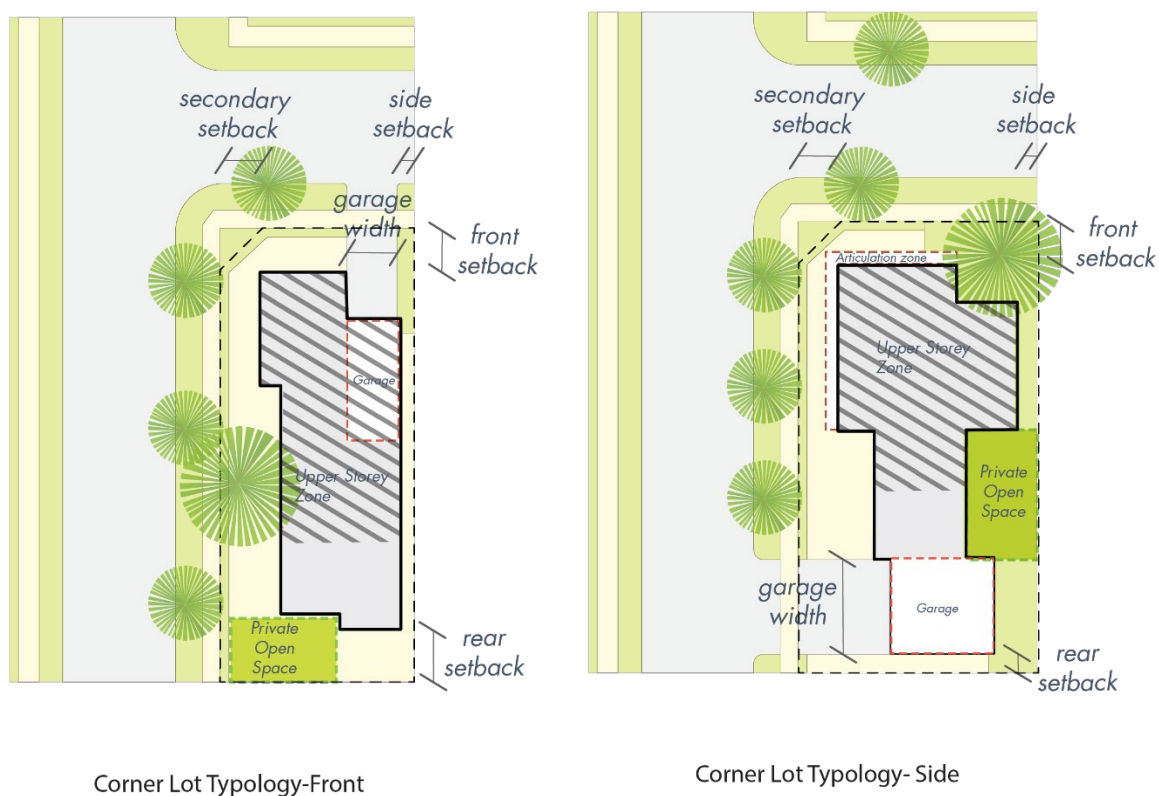 secondary
setback
side
setback
garage
width
front
setback
Garage
Upper Storey
Zone
Private
Open
Space
rear
setback
Corner Lot Typology-Front
secondary
setback
side
setback
front
setback
Articulation zone
Upper Storey
Zone
Private
Open
Space
garage
width
Garage
rear
setback
Corner Lot Typology- Side